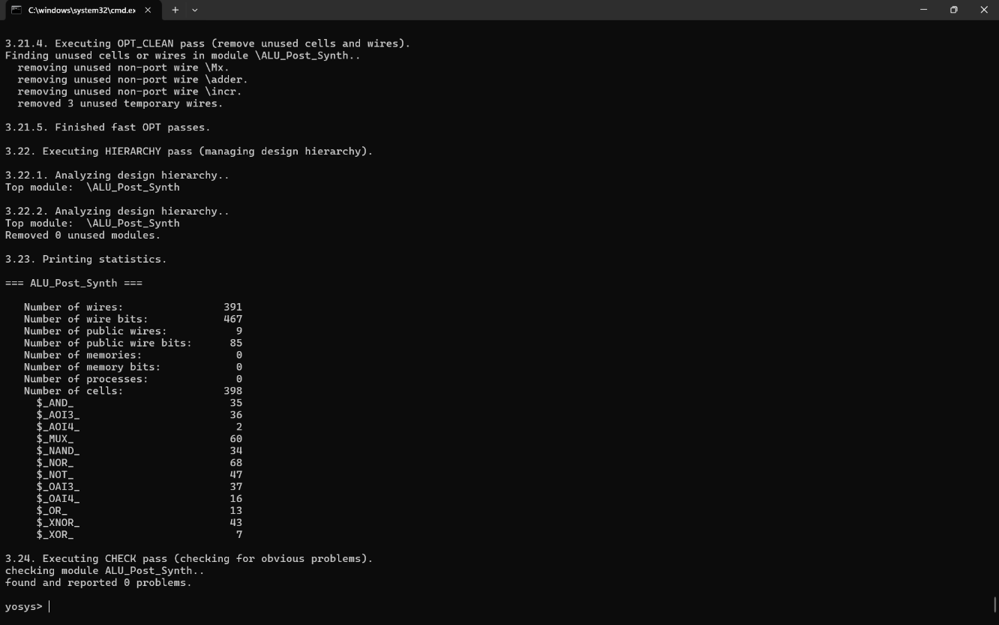 C:\windows\system32\cmd.ex
3.21.4. Executing OPT_CLEAN pass (remove unused cells and wires).
Finding unused cells or wires in module \ALU_Post_Synth..
  removing unused non-port wire \Mx.
  removing unused non-port wire \adder.
  removing unused non-port wire \incr.
  removed 3 unused temporary wires.
3.21.5. Finished fast OPT passes.
3.22. Executing HIERARCHY pass (managing design hierarchy).
3.22.1. Analyzing design hierarchy..
Top module:  \ALU_Post_Synth
3.22.2. Analyzing design hierarchy..
Top module:  \ALU_Post_Synth
Removed 0 unused modules.
3.23. Printing statistics.
=== ALU_Post_Synth ===
   Number of wires:                391
   Number of wire bits:            467
   Number of public wires:           9
   Number of public wire bits:      85
   Number of memories:               0
   Number of memory bits:            0
   Number of processes:              0
   Number of cells:                398
     $_AND_                         35
     $_AOI3_                        36
     $_AOI4_                         2
     $_MUX_                         60
     $_NAND_                        34
     $_NOR_                         68
     $_NOT_                         47
     $_OAI3_                        37
     $_OAI4_                        16
     $_OR_                          13
     $_XNOR_                        43
     $_XOR_                          7
3.24. Executing CHECK pass (checking for obvious problems).
checking module ALU_Post_Synth..
found and reported 0 problems.
yosys>